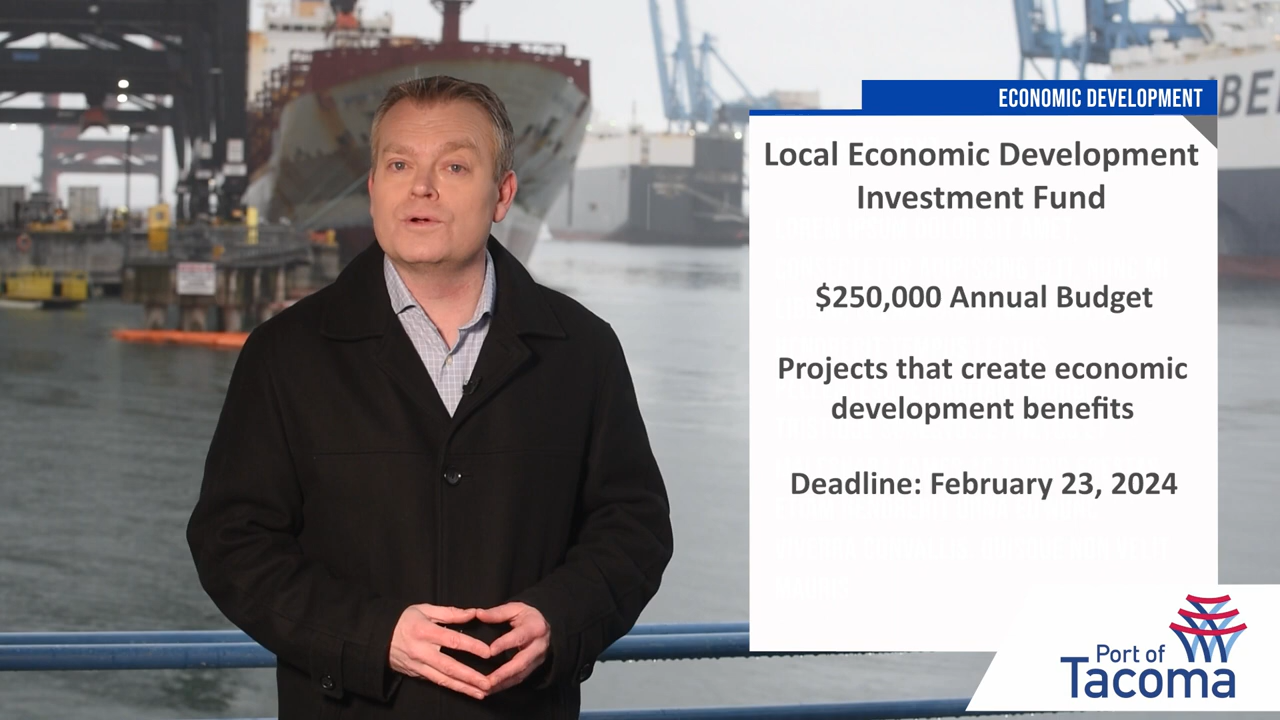 ECONOMIC DEVELOPMENT
Local Economic Development
Investment Fund
$250,000 Annual Budget
Projects that create economic
development benefits
Deadline: February 23, 2024
Port of
Tacoma